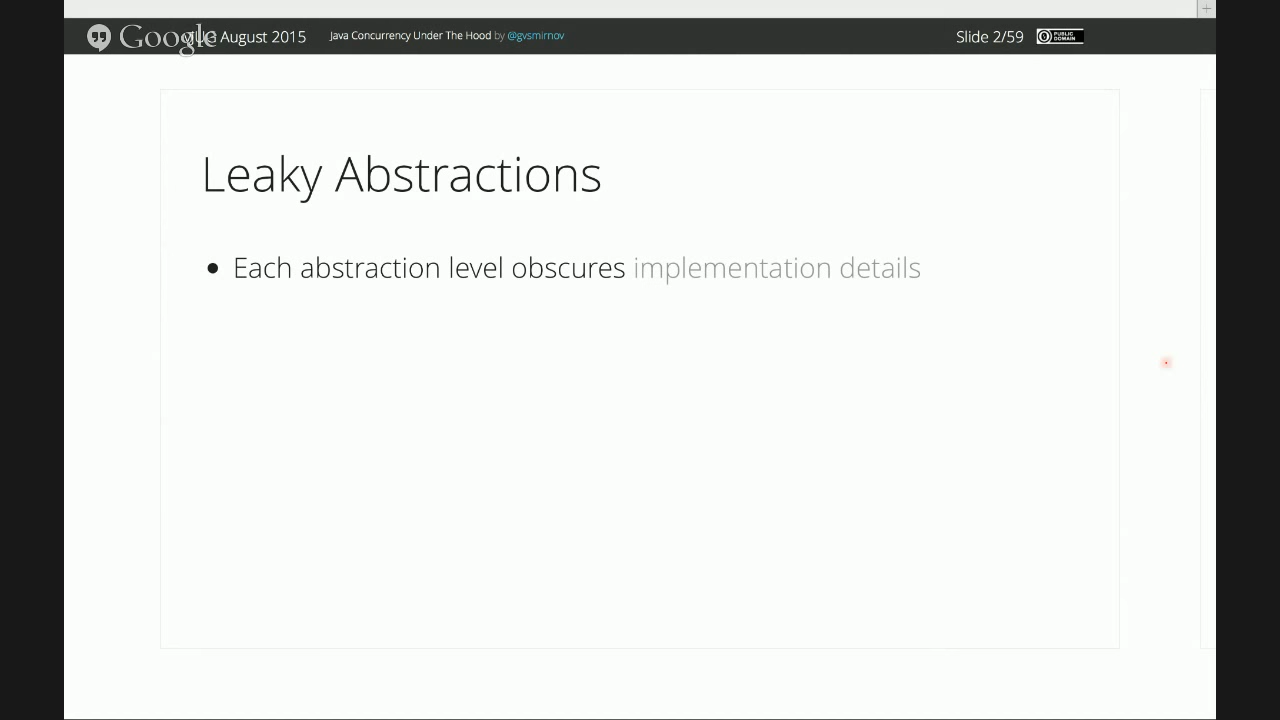 Google August 2015 Java Concurrency Under The Hood by @gvsmirnov Slide 2/59 PUBLIC DOMAIN
Leaky Abstractions
• Each abstraction level obscures implementation details